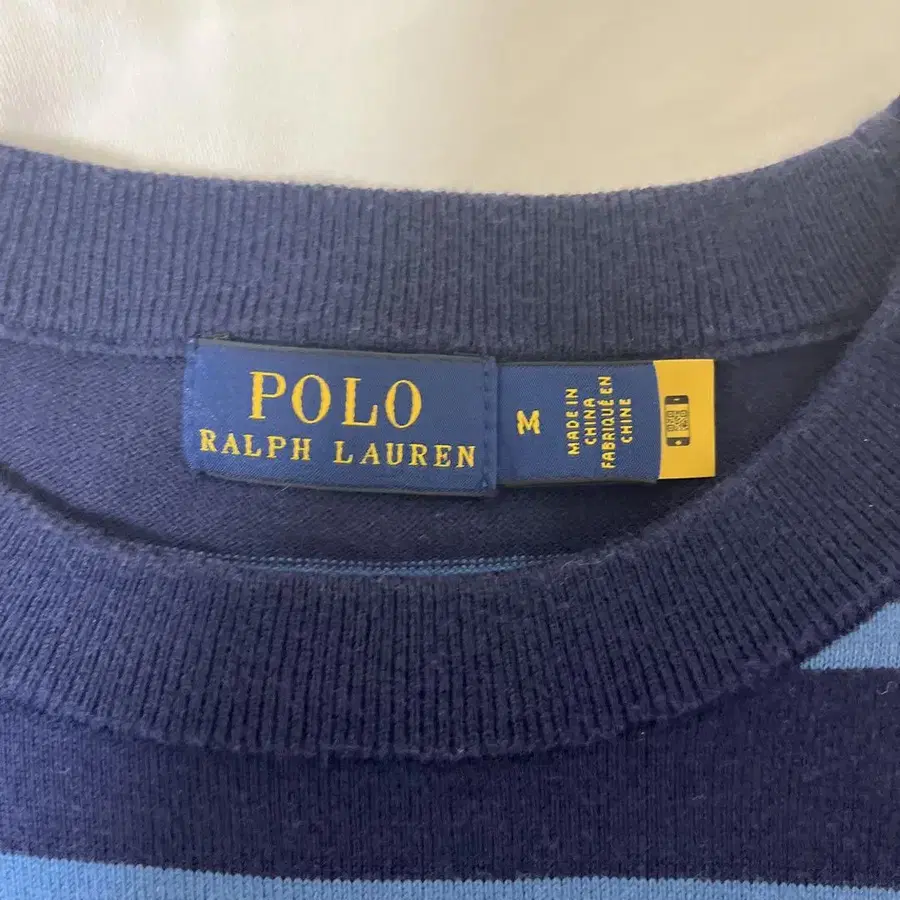 POLO
RALPH LAUREN
M
MADE IN
CHINA
FABRIQUÉ EN
CHINE